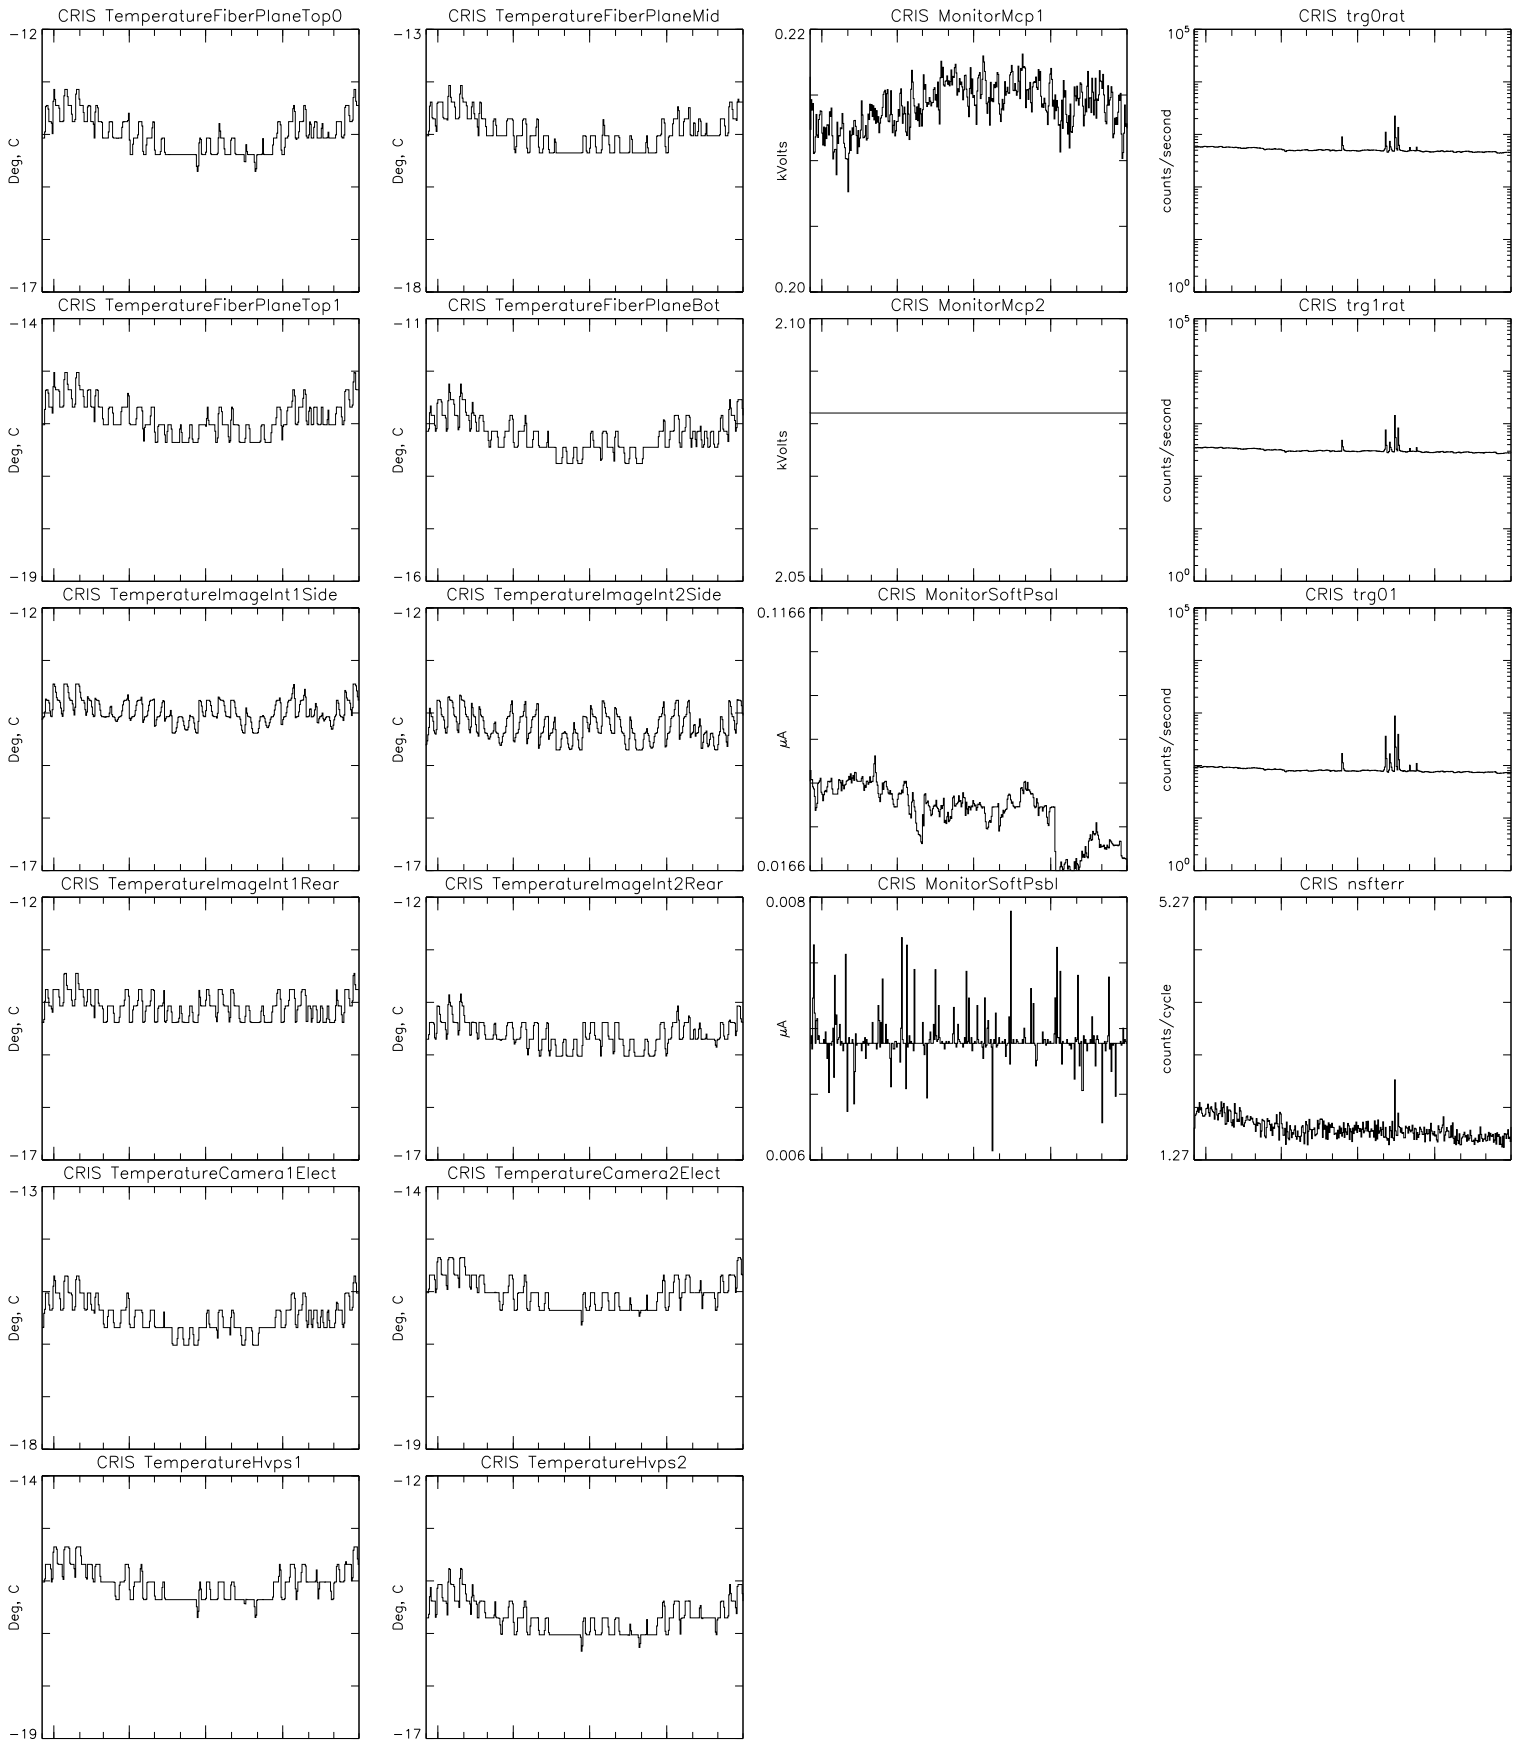 CRIS TemperatureFiberPlaneTop0
−12
Deg, C
−17
CRIS TemperatureFiberPlaneMid
−13
Deg, C
−18
CRIS MonitorMcp1
0.22
kVolts
0.20
CRIS trg0rat
10^5
counts/second
10^0
CRIS TemperatureFiberPlaneTop1
−14
Deg, C
−19
CRIS TemperatureFiberPlaneBot
−11
Deg, C
−16
CRIS MonitorMcp2
2.10
kVolts
2.05
CRIS trg1rat
10^5
counts/second
10^0
CRIS TemperatureImageInt1Side
−12
Deg, C
−17
CRIS TemperatureImageInt2Side
−12
Deg, C
−17
CRIS MonitorSoftPsaI
0.1166
μA
0.0166
CRIS trg01
10^5
counts/second
10^0
CRIS TemperatureImageInt1Rear
−12
Deg, C
−17
CRIS TemperatureImageInt2Rear
−12
Deg, C
−17
CRIS MonitorSoftPsbI
0.008
μA
0.006
CRIS nsfterr
5.27
counts/cycle
1.27
CRIS TemperatureCamera1Elect
−13
Deg, C
−18
CRIS TemperatureCamera2Elect
−14
Deg, C
−19
CRIS TemperatureHvps1
−14
Deg, C
−19
CRIS TemperatureHvps2
−12
Deg, C
−17